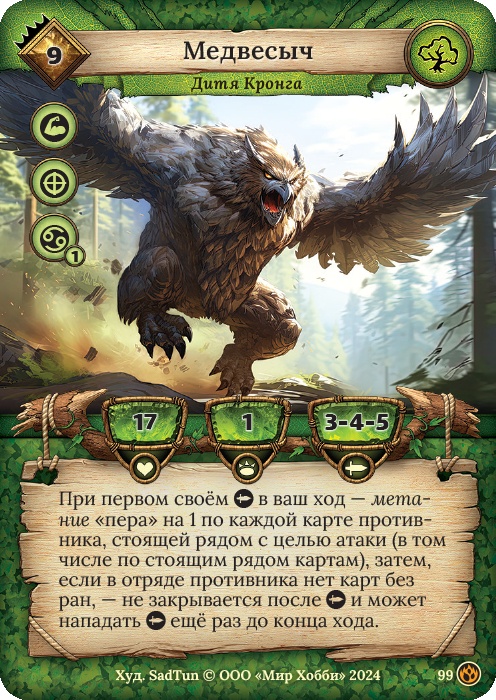 9
Медвесыч
Дитя Кронга
1
17
1
3-4-5
При первом своём в ваш ход — мета-
ние «пера» на 1 по каждой карте против-
ника, стоящей рядом с целью атаки (в том
числе по стоящим рядом картам), затем,
если в отряде противника нет карт без
ран, — не закрывается после и может
нападать ещё раз до конца хода.
Худ. SadTun © ООО «Мир Хобби» 2024
99